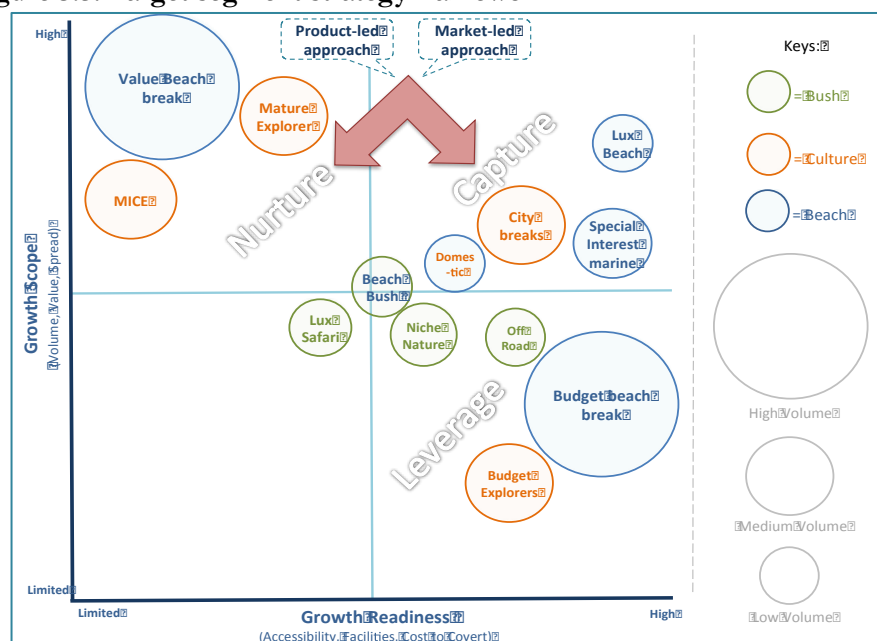 High
Product-led
approach
Market-led
approach
Keys:
Value Beach
break
Mature
Explorer
= Bush
Lux
Beach
= Culture
MICE
Nurture
Capture
City
breaks
Special
Interest
marine
= Beach
Domes
-tic
Beach
Bush
Growth Scope
(Volume, Value, Spread)
Lux
Safari
Niche
Nature
Off
Road
Budget beach
break
High Volume
Leverage
Budget
Explorers
Medium Volume
Limited
Low Volume
Limited
Growth Readiness
High
(Accessibility, Facilities, Cost to Covert)